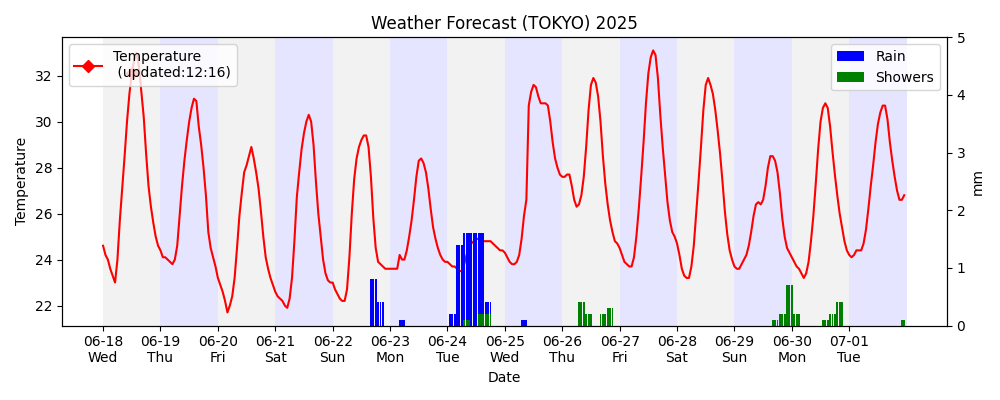 Weather Forecast (TOKYO) 2025
Temperature
(updated:12:16)
Rain
Showers
Temperature
32
30
28
26
24
22
5
4
3
2
1
0
mm
06-18 06-19 06-20 06-21 06-22 06-23 06-24 06-25 06-26 06-27 06-28 06-29 06-30 07-01
Wed Thu Fri Sat Sun Mon Tue Wed Thu Fri Sat Sun Mon Tue
Date